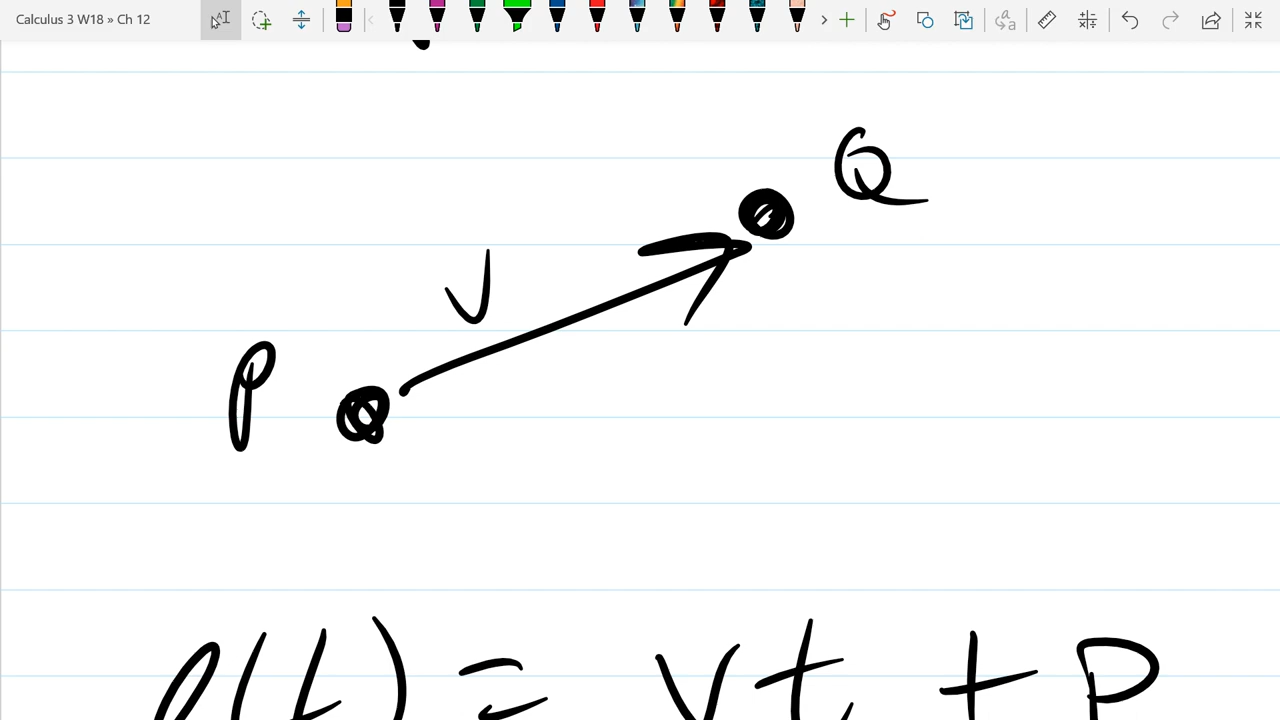 Calculus 3 W18 » Ch 12
Q
V
P
l(t) = vt + P